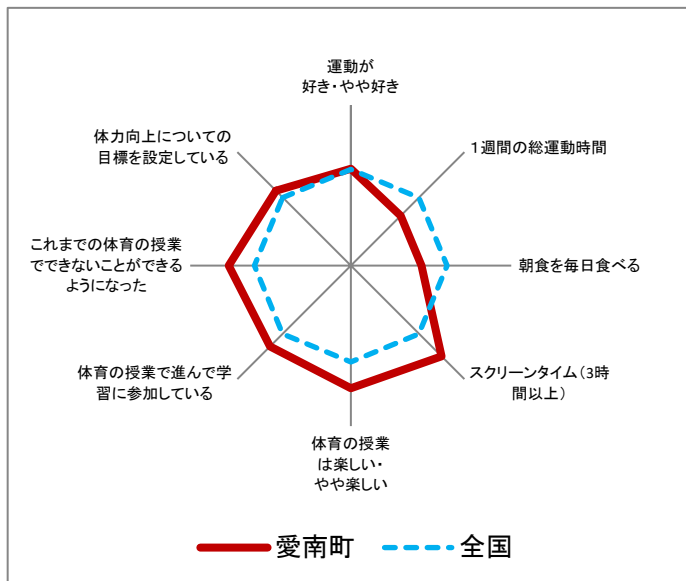 運動が
好き・やや好き
1週間の総運動時間
朝食を毎日食べる
スクリーンタイム(3時
間以上)
体育の授業
は楽しい・
やや楽しい
体育の授業で進んで学
習に参加している
これまでの体育の授業
でできないことができる
ようになった
体力向上についての
目標を設定している
愛南町
全国